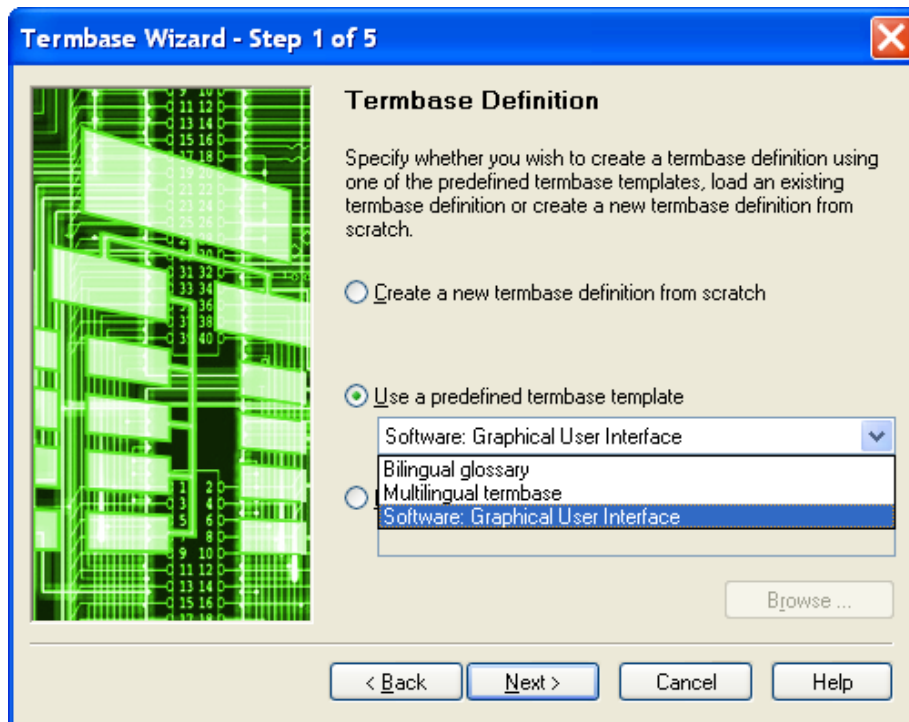 Termbase Wizard - Step 1 of 5
Termbase Definition
Specify whether you wish to create a termbase definition using
one of the predefined termbase templates, load an existing
termbase definition or create a new termbase definition from
scratch.
Create a new termbase definition from scratch
Use a predefined termbase template
Software: Graphical User Interface
Bilingual glossary
Multilingual termbase
Software: Graphical User Interface
Browse ...
< Back
Next >
Cancel
Help